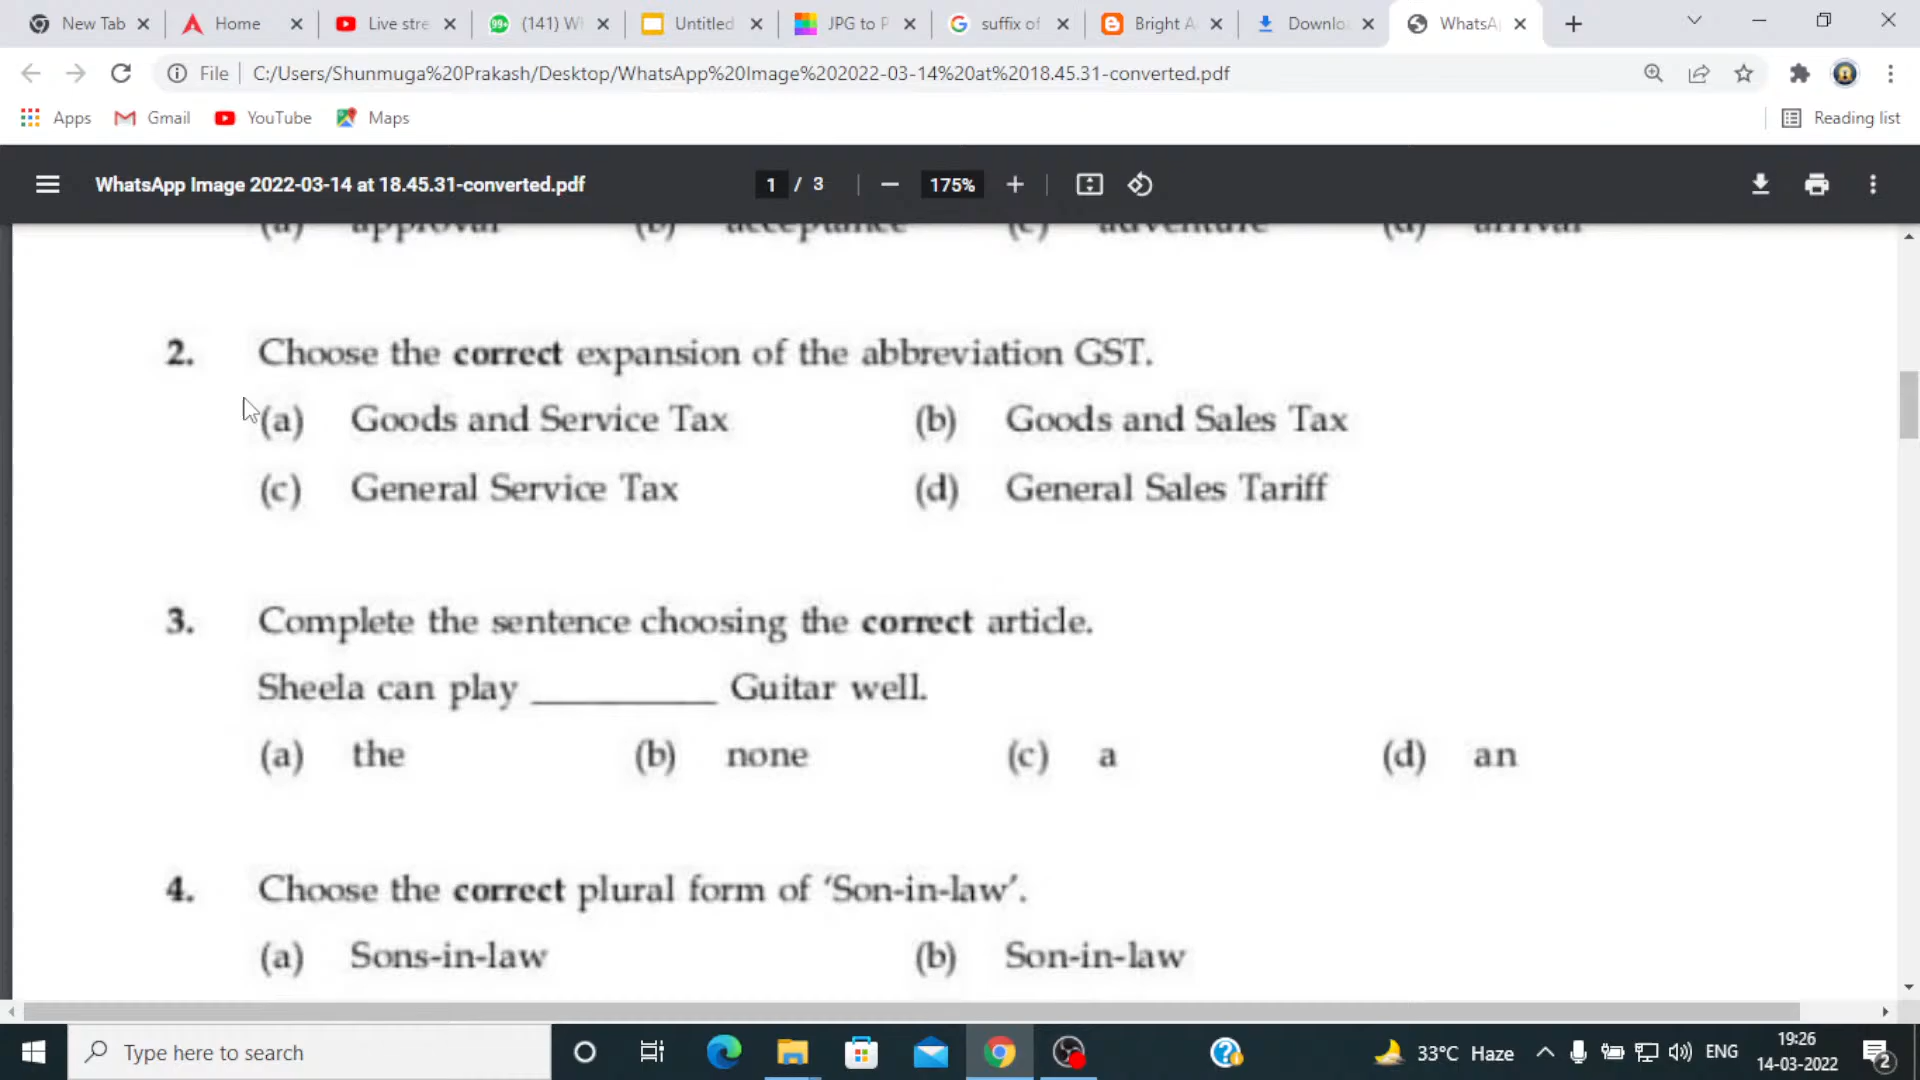 New Tab
Home
Live stre
(141) W
Untitled
JPG to P
suffix of
Bright A
Downlo
WhatsA
File
C:/Users/Shunmuga%20Prakash/Desktop/WhatsApp%20Image%202022-03-14%20at%2018.45.31-converted.pdf
Apps
Gmail
YouTube
Maps
Reading list
WhatsApp Image 2022-03-14 at 18.45.31-converted.pdf
1 / 3
175%
(a) approval (b) acceptance (c) adventure (d) arrival
2. Choose the correct expansion of the abbreviation GST.
(a) Goods and Service Tax (b) Goods and Sales Tax
(c) General Service Tax (d) General Sales Tariff
3. Complete the sentence choosing the correct article.
Sheela can play __________ Guitar well.
(a) the (b) none (c) a (d) an
4. Choose the correct plural form of ‘Son-in-law’.
(a) Sons-in-law (b) Son-in-law
Type here to search
33°C Haze
ENG
19:26
14-03-2022
2